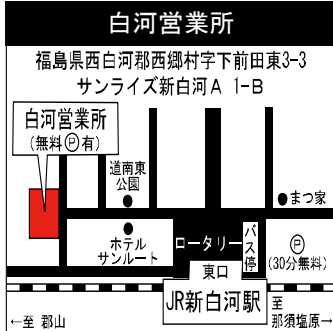 白河営業所
福島県西白河郡西郷村字下前田東3-3
サンライズ新白河A 1-B
白河営業所
(無料Ⓟ有)
道南東
公園
まつ家
ホテル
サンルート
ロータリー
バス停
Ⓟ
(30分無料)
東口
JR新白河駅
←至 郡山
至
那須塩原→